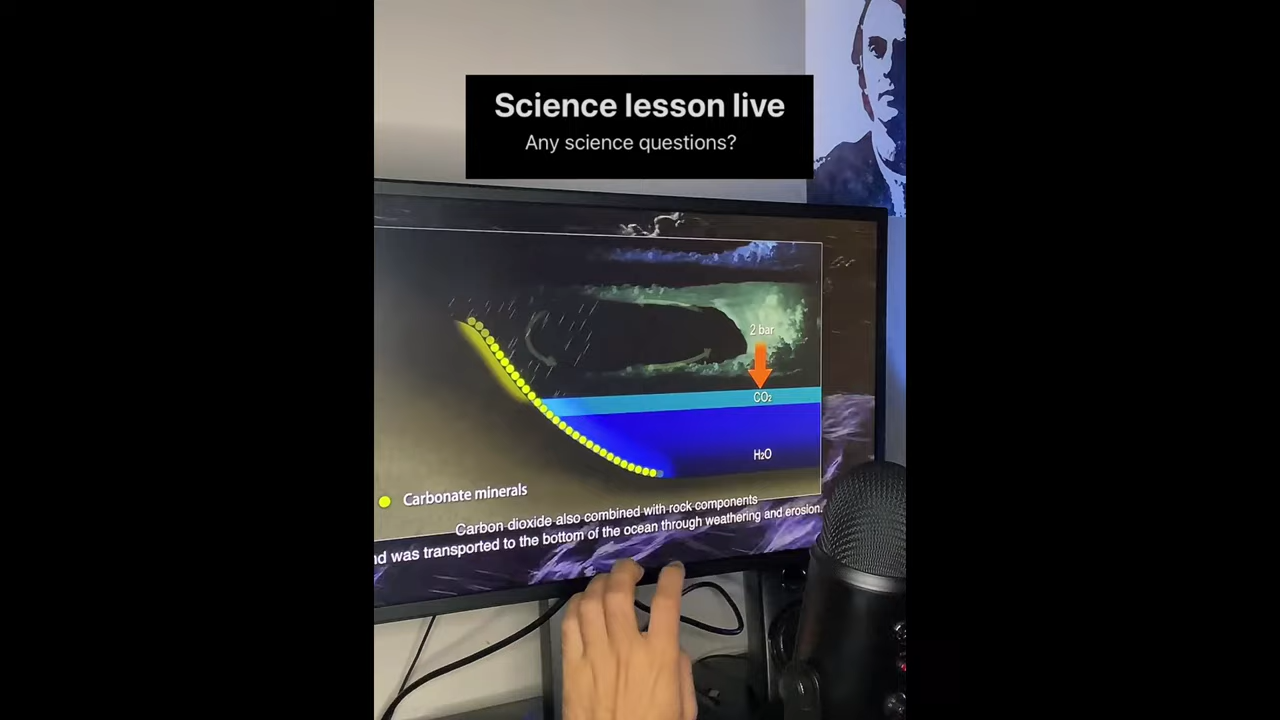 Science lesson live
Any science questions?
2 bar
CO₂
H₂O
Carbonate minerals
Carbon dioxide also combined with rock components
nd was transported to the bottom of the ocean through weathering and erosion.